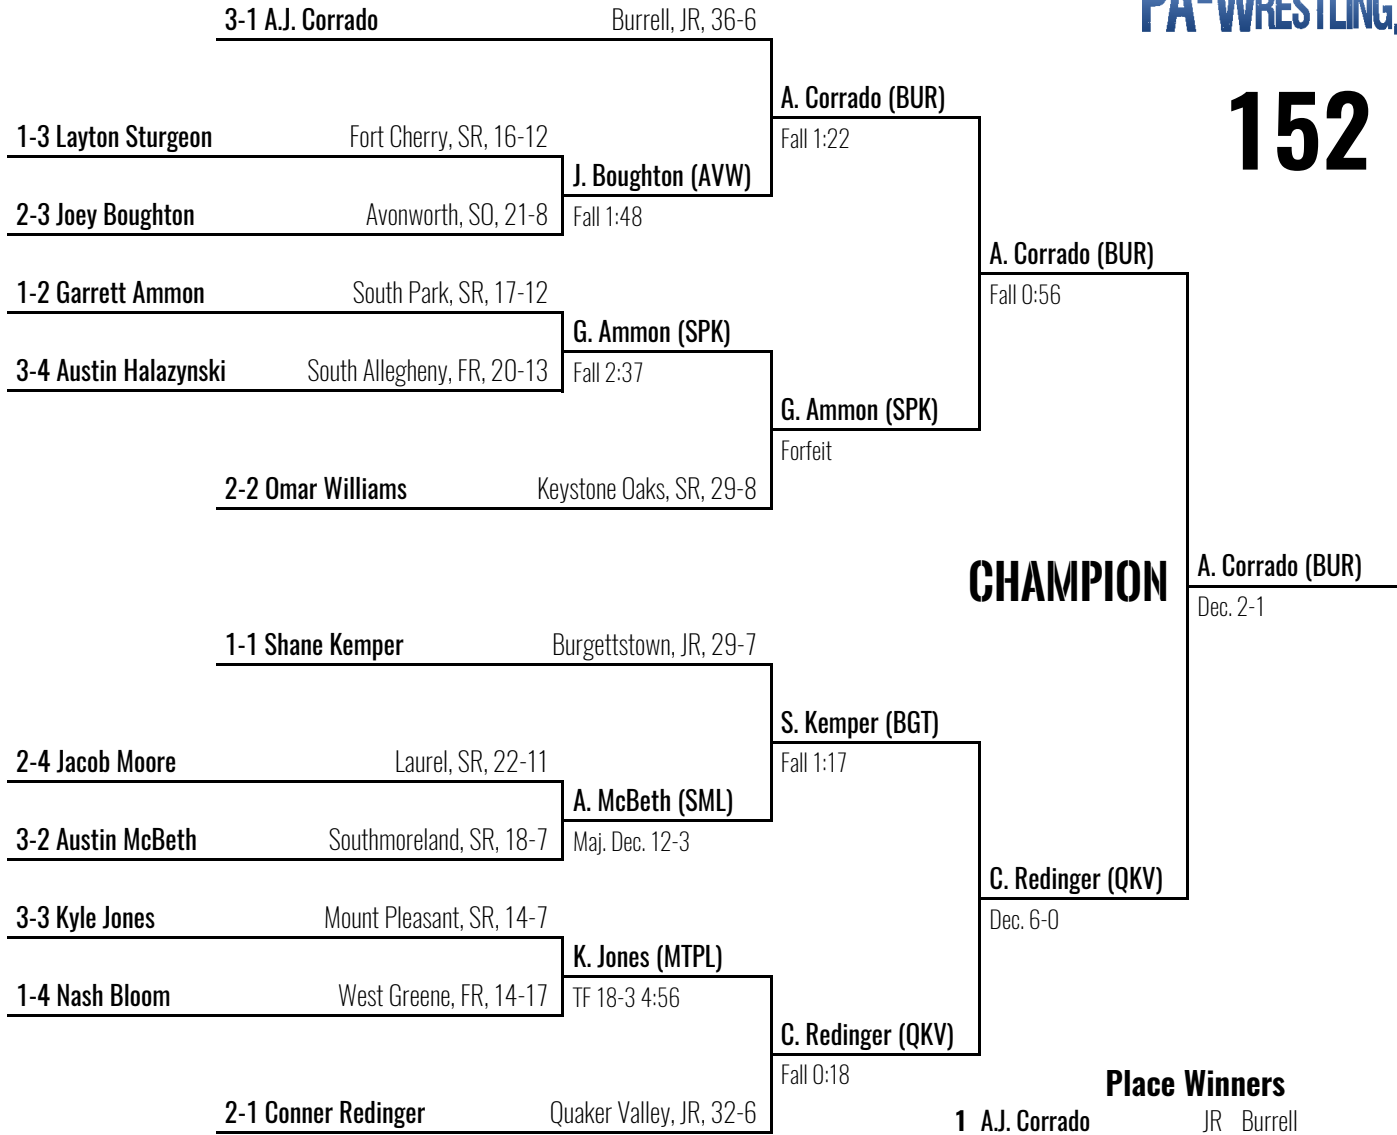 PA-WRESTLING.
152
3-1 A.J. Corrado Burrell, JR, 36-6
A. Corrado (BUR)
Fall 1:22
1-3 Layton Sturgeon Fort Cherry, SR, 16-12
J. Boughton (AVW)
Fall 1:48
2-3 Joey Boughton Avonworth, SO, 21-8
A. Corrado (BUR)
Fall 0:56
1-2 Garrett Ammon South Park, SR, 17-12
G. Ammon (SPK)
Fall 2:37
3-4 Austin Halazynski South Allegheny, FR, 20-13
G. Ammon (SPK)
Forfeit
2-2 Omar Williams Keystone Oaks, SR, 29-8
CHAMPION
A. Corrado (BUR)
Dec. 2-1
1-1 Shane Kemper Burgettstown, JR, 29-7
S. Kemper (BGT)
Fall 1:17
2-4 Jacob Moore Laurel, SR, 22-11
A. McBeth (SML)
Maj. Dec. 12-3
3-2 Austin McBeth Southmoreland, SR, 18-7
C. Redinger (QKV)
Dec. 6-0
3-3 Kyle Jones Mount Pleasant, SR, 14-7
K. Jones (MTPL)
TF 18-3 4:56
1-4 Nash Bloom West Greene, FR, 14-17
C. Redinger (QKV)
Fall 0:18
2-1 Conner Redinger Quaker Valley, JR, 32-6
Place Winners
1 A.J. Corrado JR Burrell